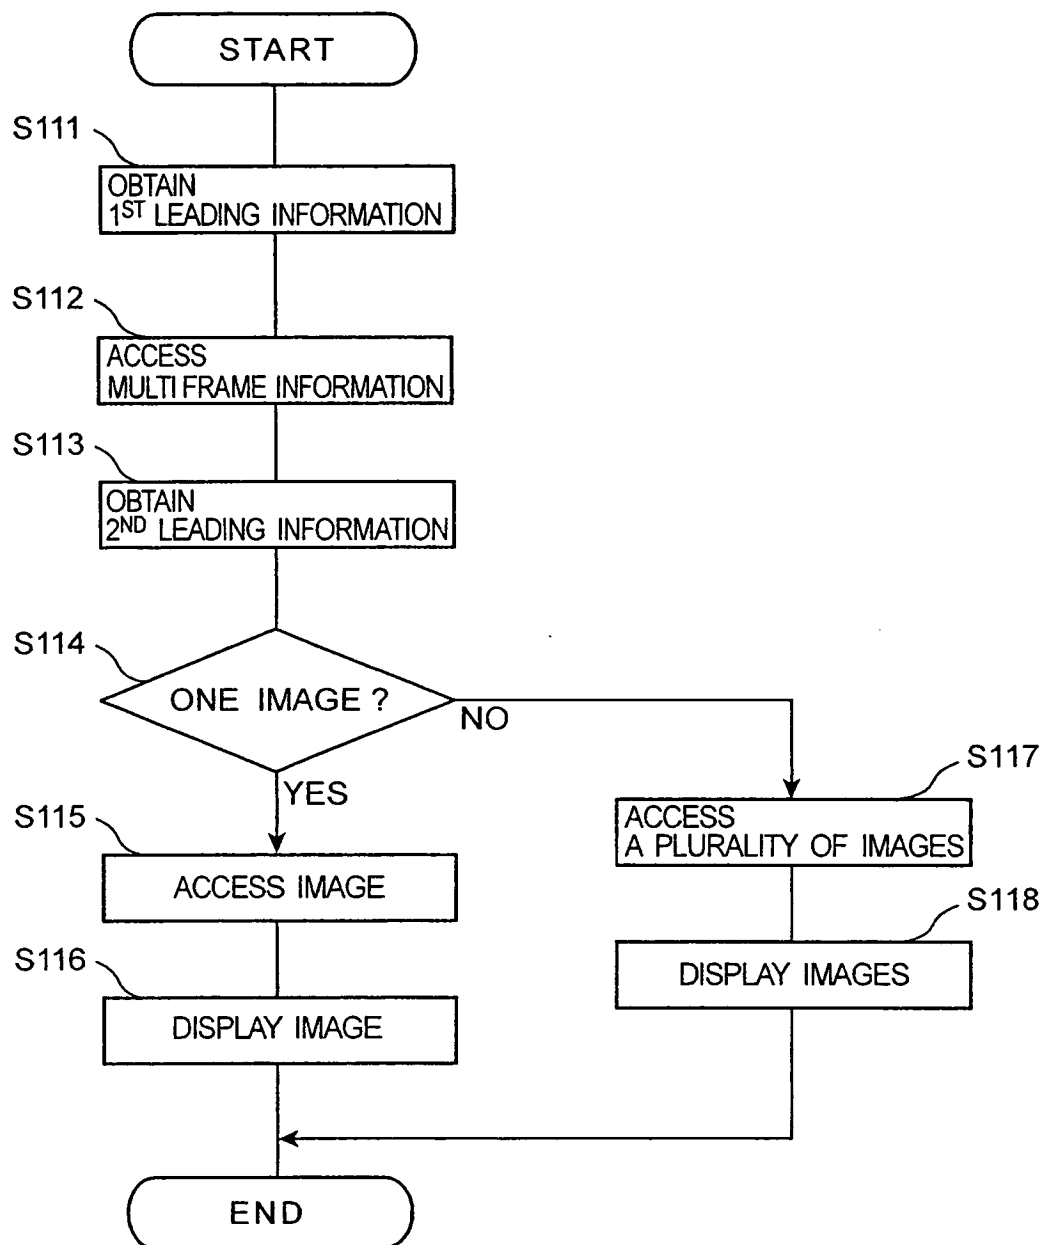 START
S111
OBTAIN
1ST LEADING INFORMATION
S112
ACCESS
MULTI FRAME INFORMATION
S113
OBTAIN
2ND LEADING INFORMATION
S114
ONE IMAGE ?
NO
YES
S115
ACCESS IMAGE
S116
DISPLAY IMAGE
S117
ACCESS
A PLURALITY OF IMAGES
S118
DISPLAY IMAGES
END